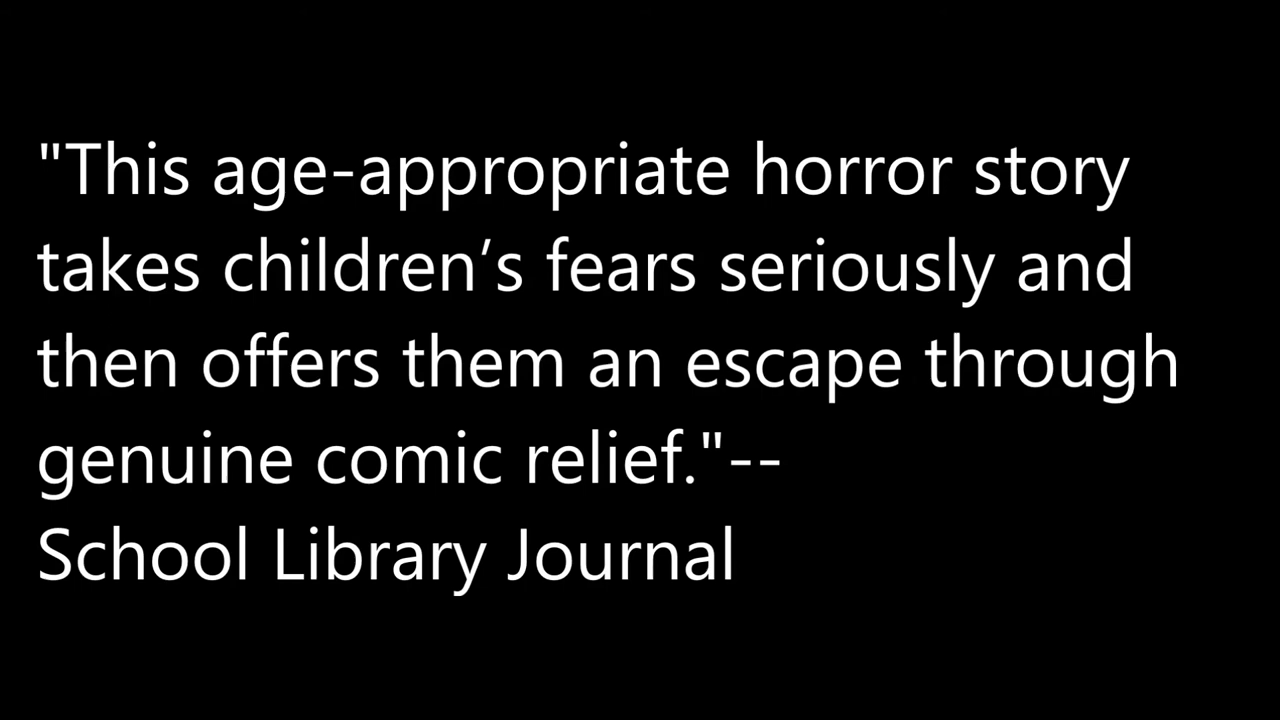 "This age-appropriate horror story
takes children’s fears seriously and
then offers them an escape through
genuine comic relief."--
School Library Journal